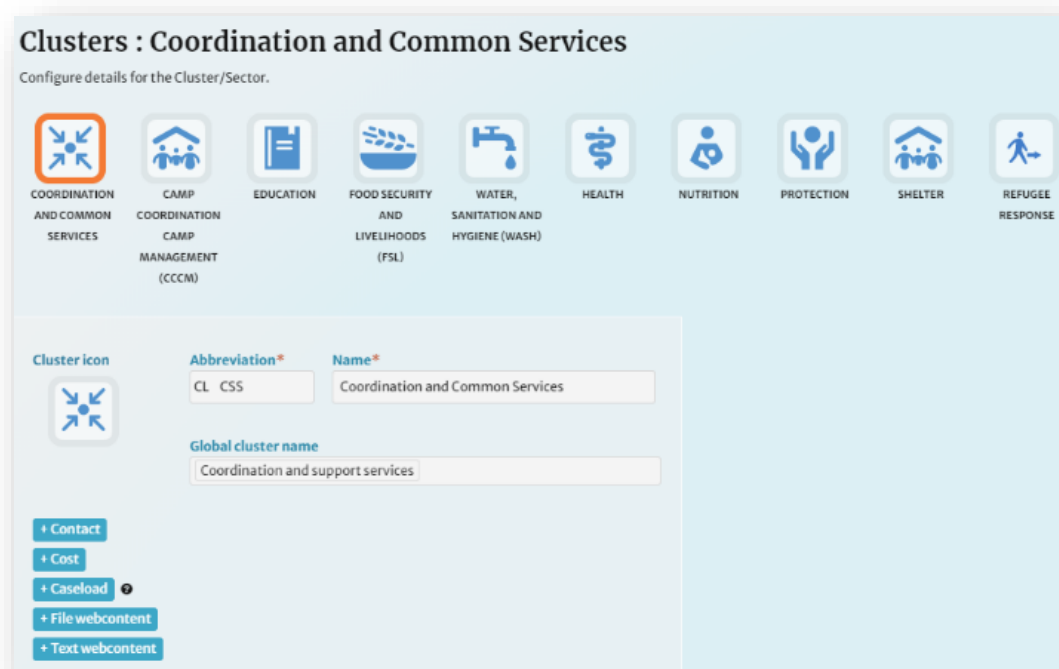 Clusters : Coordination and Common Services
Configure details for the Cluster/Sector.
COORDINATION
AND COMMON
SERVICES
CAMP
COORDINATION
CAMP
MANAGEMENT
(CCCM)
EDUCATION
FOOD SECURITY
AND
LIVELIHOODS
(FSL)
WATER,
SANITATION AND
HYGIENE (WASH)
HEALTH
NUTRITION
PROTECTION
SHELTER
REFUGEE
RESPONSE
Cluster icon
Abbreviation*
Name*
CL CSS
Coordination and Common Services
Global cluster name
Coordination and support services
+ Contact
+ Cost
+ Caseload ?
+ File webcontent
+ Text webcontent